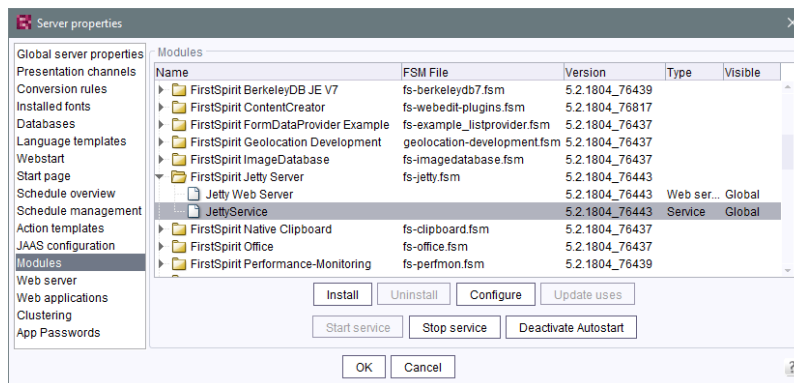 Server properties
Global server properties
Presentation channels
Conversion rules
Installed fonts
Databases
Language templates
Webstart
Start page
Schedule overview
Schedule management
Action templates
JAAS configuration
Modules
Web server
Web applications
Clustering
App Passwords
Modules
Name FSM File Version Type Visible
FirstSpirit BerkeleyDB JE V7 fs-berkeleydb7.fsm 5.2.1804_76439
FirstSpirit ContentCreator fs-webedit-plugins.fsm 5.2.1804_76817
FirstSpirit FormDataProvider Example fs-example_listprovider.fsm 5.2.1804_76437
FirstSpirit Geolocation Development geolocation-development.fsm 5.2.1804_76437
FirstSpirit ImageDatabase fs-imagedatabase.fsm 5.2.1804_76437
FirstSpirit Jetty Server fs-jetty.fsm 5.2.1804_76443
Jetty Web Server 5.2.1804_76443 Web ser... Global
JettyService 5.2.1804_76443 Service Global
FirstSpirit Native Clipboard fs-clipboard.fsm 5.2.1804_76437
FirstSpirit Office fs-office.fsm 5.2.1804_76437
FirstSpirit Performance-Monitoring fs-perfmon.fsm 5.2.1804_76439
Install Uninstall Configure Update uses
Start service Stop service Deactivate Autostart
OK Cancel